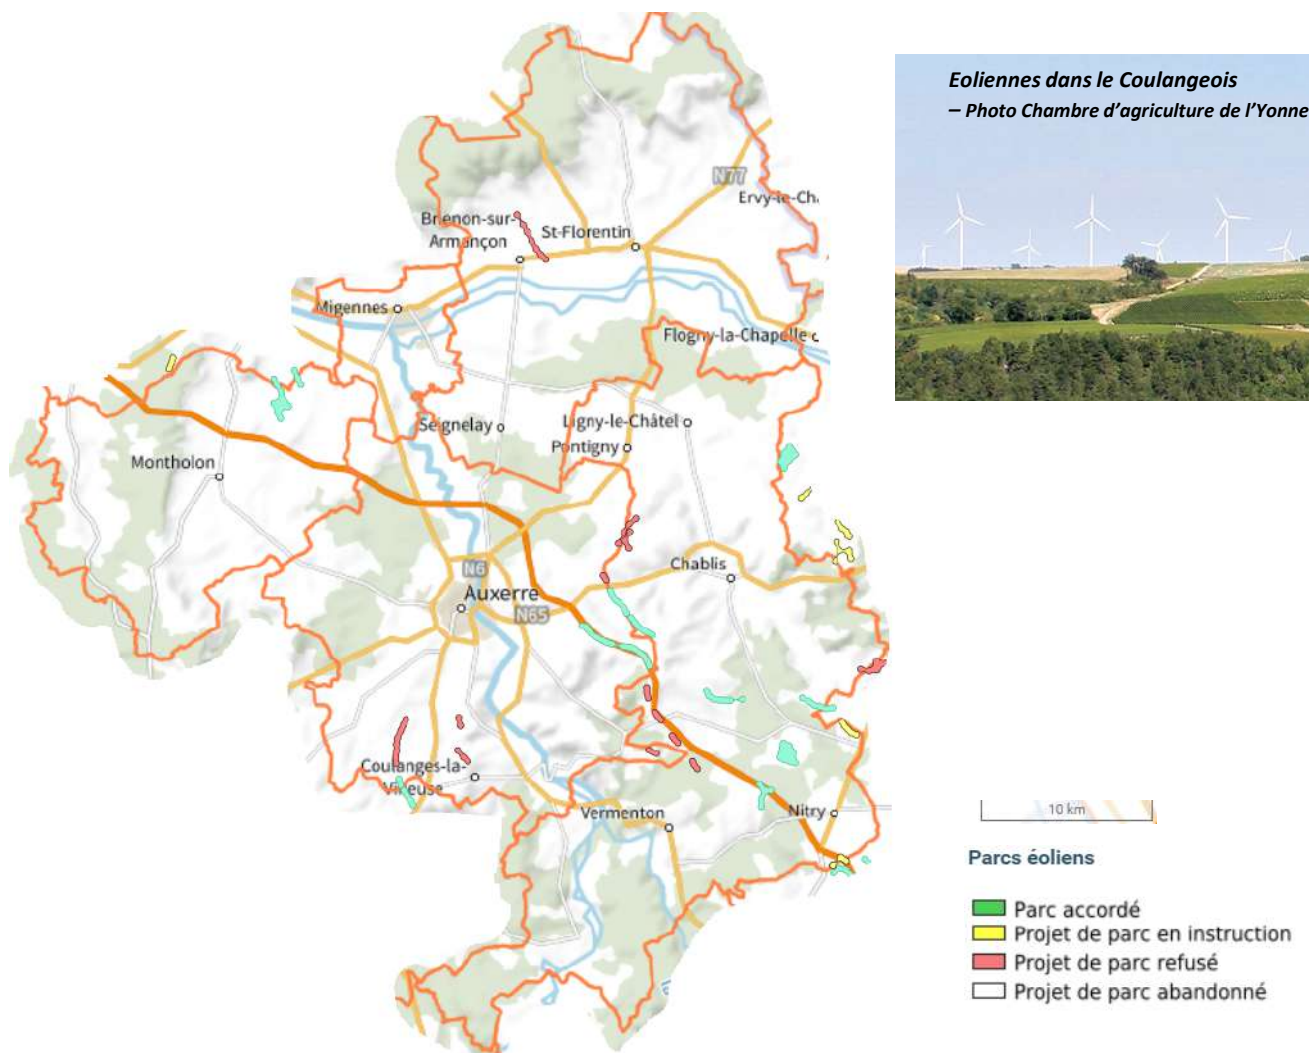 Eoliennes dans le Coulangeois
– Photo Chambre d'agriculture de l'Yonne
N77
Ervy-le-Ch
Brienon-sur-
Armançon
St-Florentin
Migennes
Flogny-la-Chapelle
Seignelay
Ligny-le-Châtel
Pontigny
Montholon
Chablis
N6
Auxerre
N65
Coulanges-la-
Vineuse
Vermenton
Nitry
10 km
Parcs éoliens
Parc accordé
Projet de parc en instruction
Projet de parc refusé
Projet de parc abandonné